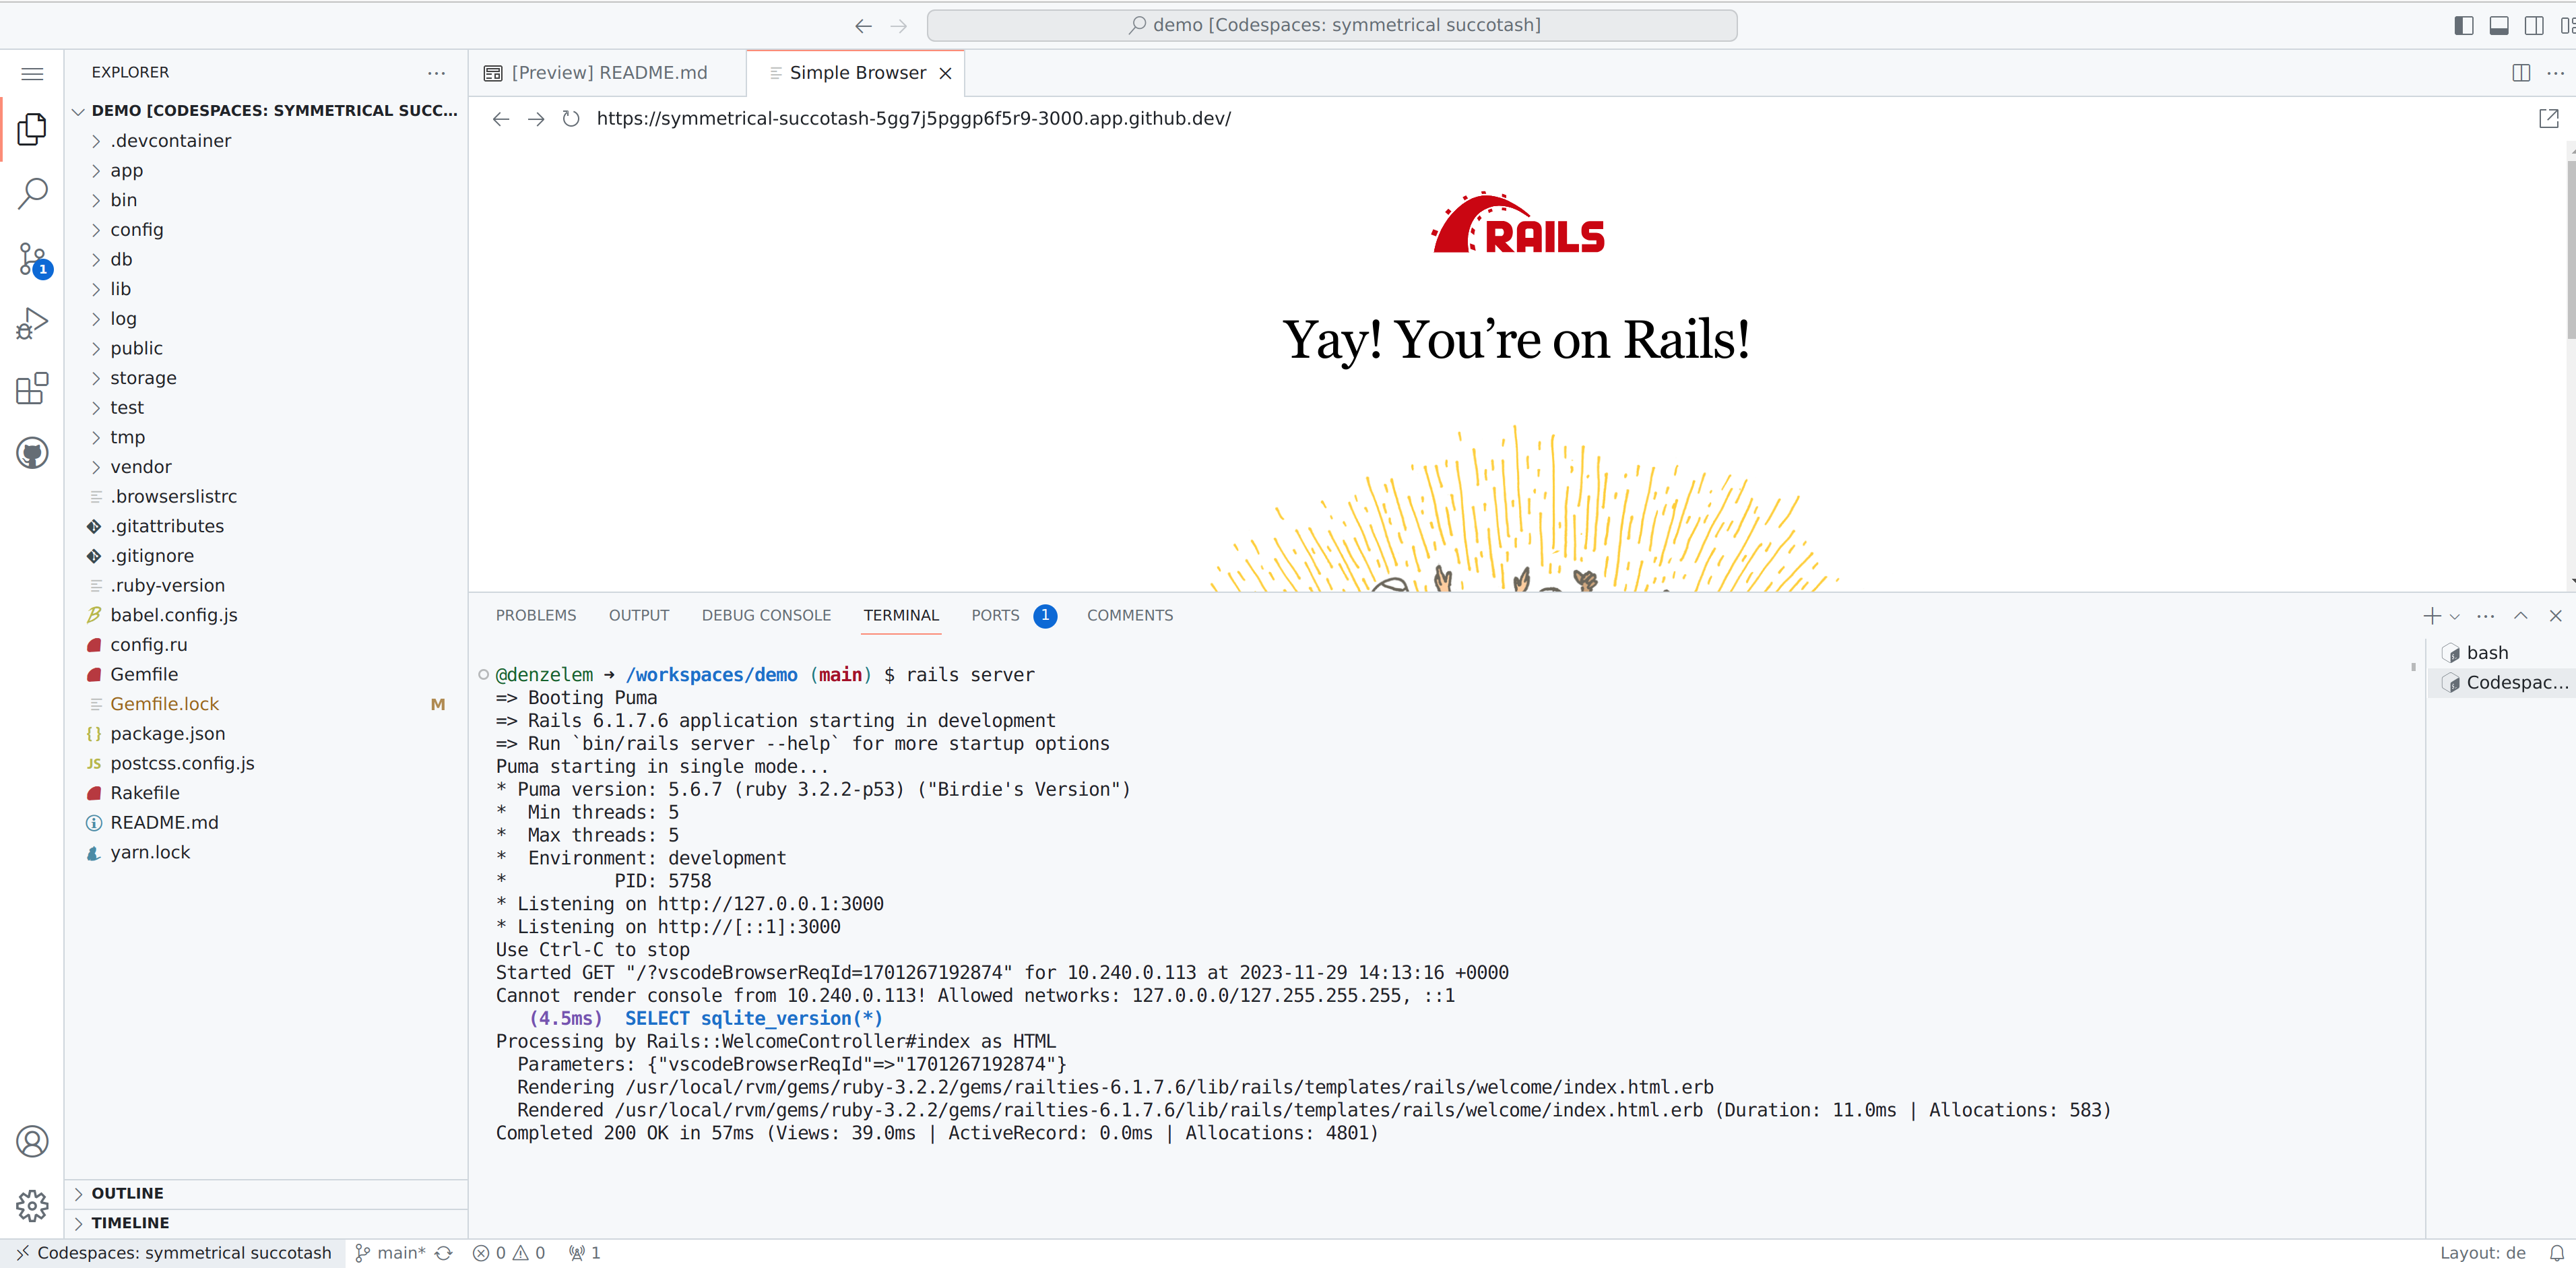 demo [Codespaces: symmetrical succotash]
EXPLORER
DEMO [CODESPACES: SYMMETRICAL SUCC...
.devcontainer
app
bin
config
db
lib
log
public
storage
test
tmp
vendor
.browserslistrc
.gitattributes
.gitignore
.ruby-version
babel.config.js
config.ru
Gemfile
Gemfile.lock M
package.json
postcss.config.js
Rakefile
README.md
yarn.lock
OUTLINE
TIMELINE
1
[Preview] README.md
Simple Browser
https://symmetrical-succotash-5gg7j5pggp6f5r9-3000.app.github.dev/
RAILS
Yay! You’re on Rails!
PROBLEMS OUTPUT DEBUG CONSOLE TERMINAL PORTS 1 COMMENTS
@denzelem ➜ /workspaces/demo (main) $ rails server
=> Booting Puma
=> Rails 6.1.7.6 application starting in development
=> Run `bin/rails server --help` for more startup options
Puma starting in single mode...
* Puma version: 5.6.7 (ruby 3.2.2-p53) ("Birdie's Version")
*  Min threads: 5
*  Max threads: 5
*  Environment: development
*          PID: 5758
* Listening on http://127.0.0.1:3000
* Listening on http://[::1]:3000
Use Ctrl-C to stop
Started GET "/?vscodeBrowserReqId=1701267192874" for 10.240.0.113 at 2023-11-29 14:13:16 +0000
Cannot render console from 10.240.0.113! Allowed networks: 127.0.0.0/127.255.255.255, ::1
   (4.5ms)  SELECT sqlite_version(*)
Processing by Rails::WelcomeController#index as HTML
  Parameters: {"vscodeBrowserReqId"=>"1701267192874"}
  Rendering /usr/local/rvm/gems/ruby-3.2.2/gems/railties-6.1.7.6/lib/rails/templates/rails/welcome/index.html.erb
  Rendered /usr/local/rvm/gems/ruby-3.2.2/gems/railties-6.1.7.6/lib/rails/templates/rails/welcome/index.html.erb (Duration: 11.0ms | Allocations: 583)
Completed 200 OK in 57ms (Views: 39.0ms | ActiveRecord: 0.0ms | Allocations: 4801)
bash
Codespac...
Codespaces: symmetrical succotash main* 0 0 1 Layout: de